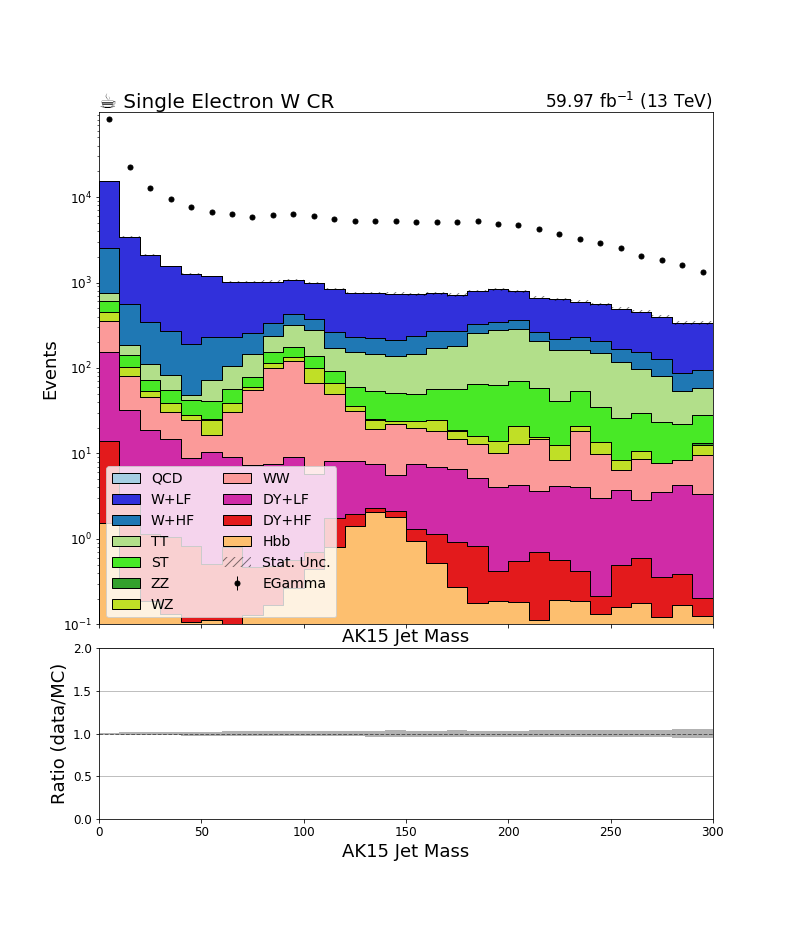 ☕ Single Electron W CR
59.97 fb⁻¹ (13 TeV)
Events
10⁴
10³
10²
10¹
10⁰
10⁻¹
QCD
W+LF
W+HF
TT
ST
ZZ
WZ
WW
DY+LF
DY+HF
Hbb
Stat. Unc.
EGamma
AK15 Jet Mass
Ratio (data/MC)
2.0
1.5
1.0
0.5
0.0
0 50 100 150 200 250 300
AK15 Jet Mass